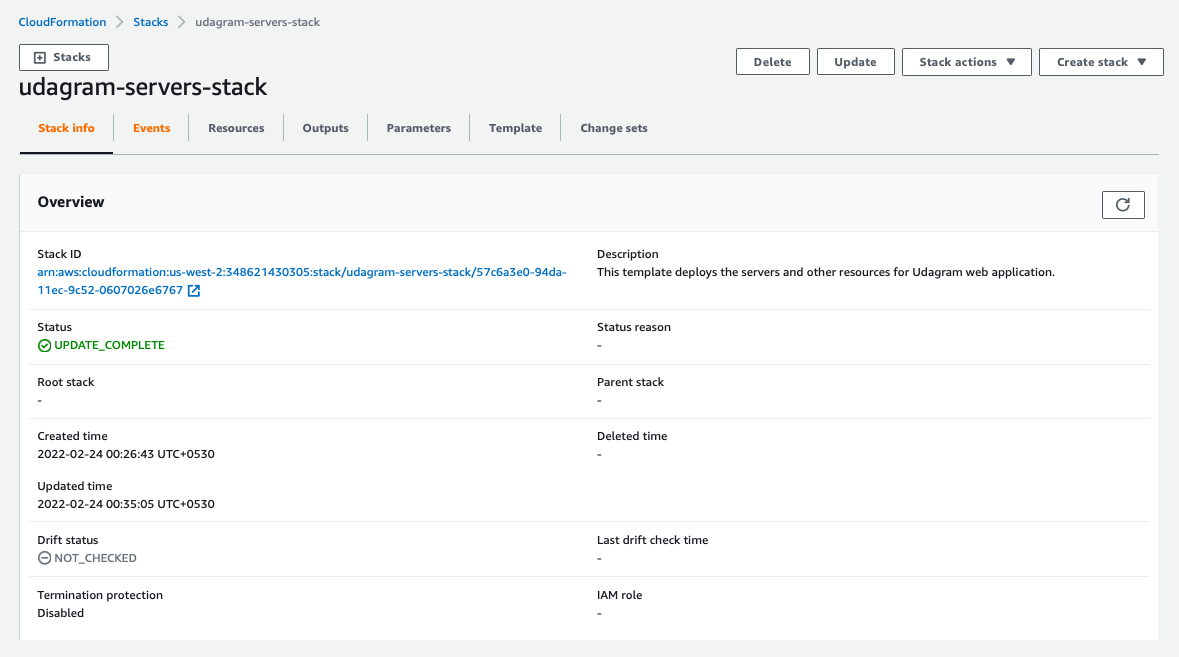 CloudFormation > Stacks > udagram-servers-stack
Stacks
udagram-servers-stack
Delete Update Stack actions ▼ Create stack ▼
Stack info Events Resources Outputs Parameters Template Change sets
Overview
Stack ID
arn:aws:cloudformation:us-west-2:348621430305:stack/udagram-servers-stack/57c6a3e0-94da-
11ec-9c52-0607026e6767
Description
This template deploys the servers and other resources for Udagram web application.
Status
UPDATE_COMPLETE
Status reason
-
Root stack
-
Parent stack
-
Created time
2022-02-24 00:26:43 UTC+0530
Deleted time
-
Updated time
2022-02-24 00:35:05 UTC+0530
Drift status
NOT_CHECKED
Last drift check time
-
Termination protection
Disabled
IAM role
-